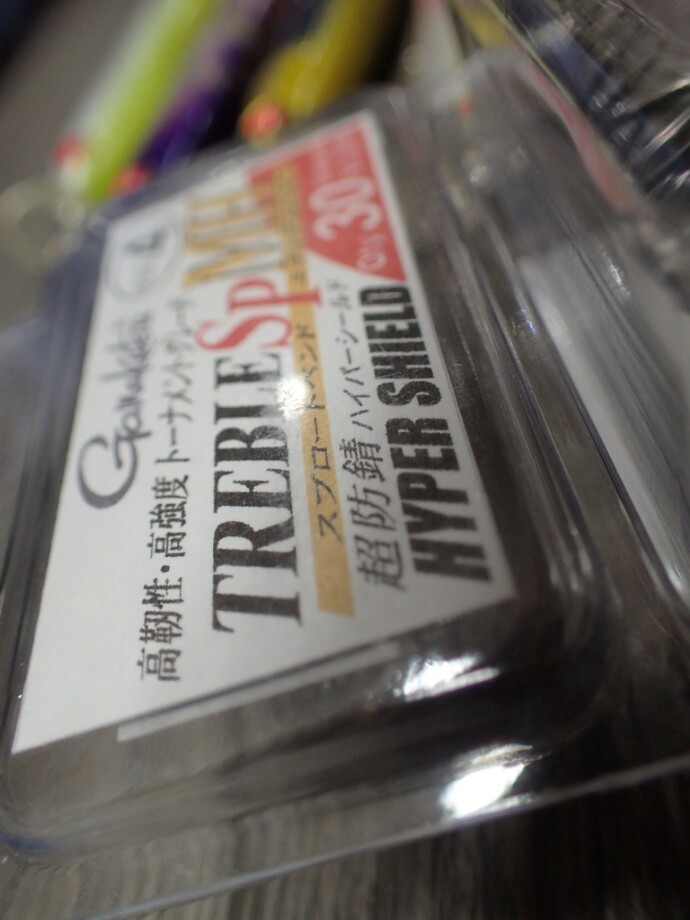 Gamakatsu
高靭性・高強度 トーナメントグレード
TREBLE SP MH
スプロートベンド
超防錆 ハイパーシールド
HYPER SHIELD
30